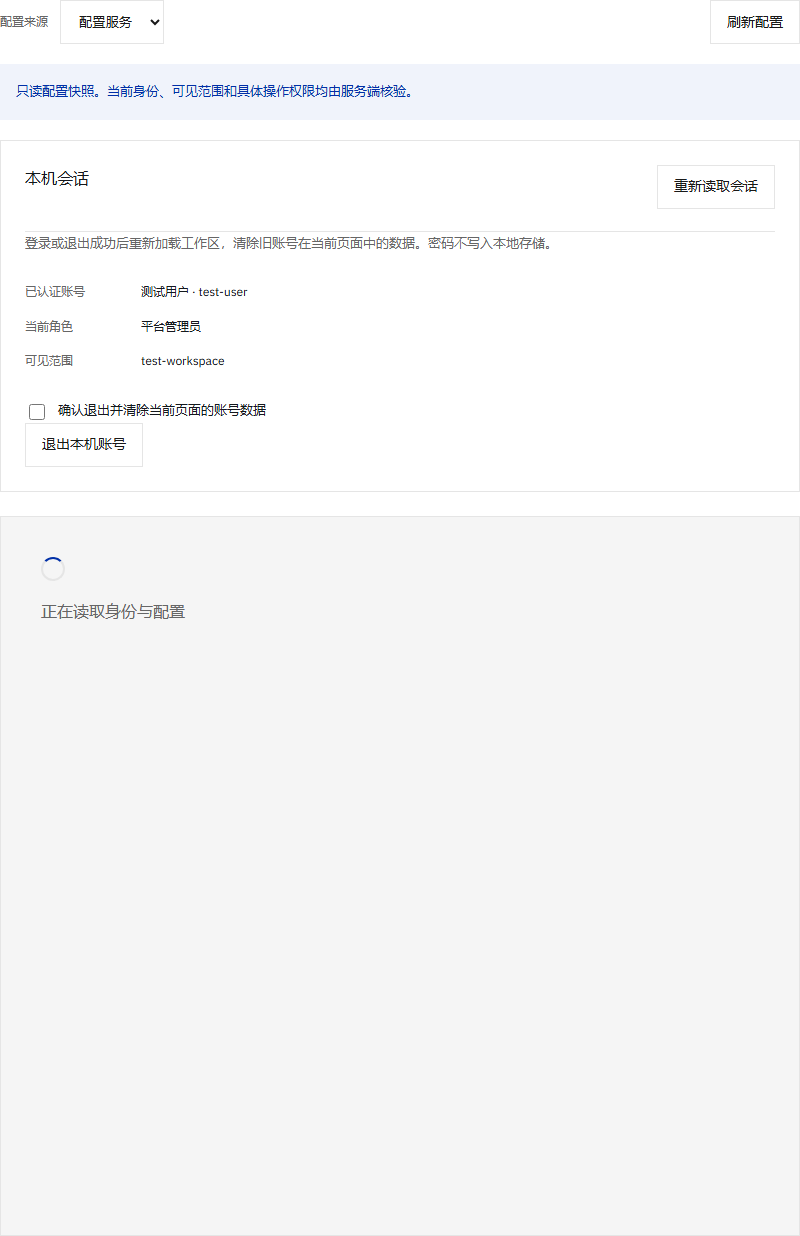 配置来源 配置服务 刷新配置
只读配置快照。当前身份、可见范围和具体操作权限均由服务端核验。
本机会话 重新读取会话
登录或退出成功后重新加载工作区，清除旧账号在当前页面中的数据。密码不写入本地存储。
已认证账号 测试用户 · test-user
当前角色 平台管理员
可见范围 test-workspace
确认退出并清除当前页面的账号数据
退出本机账号
正在读取身份与配置